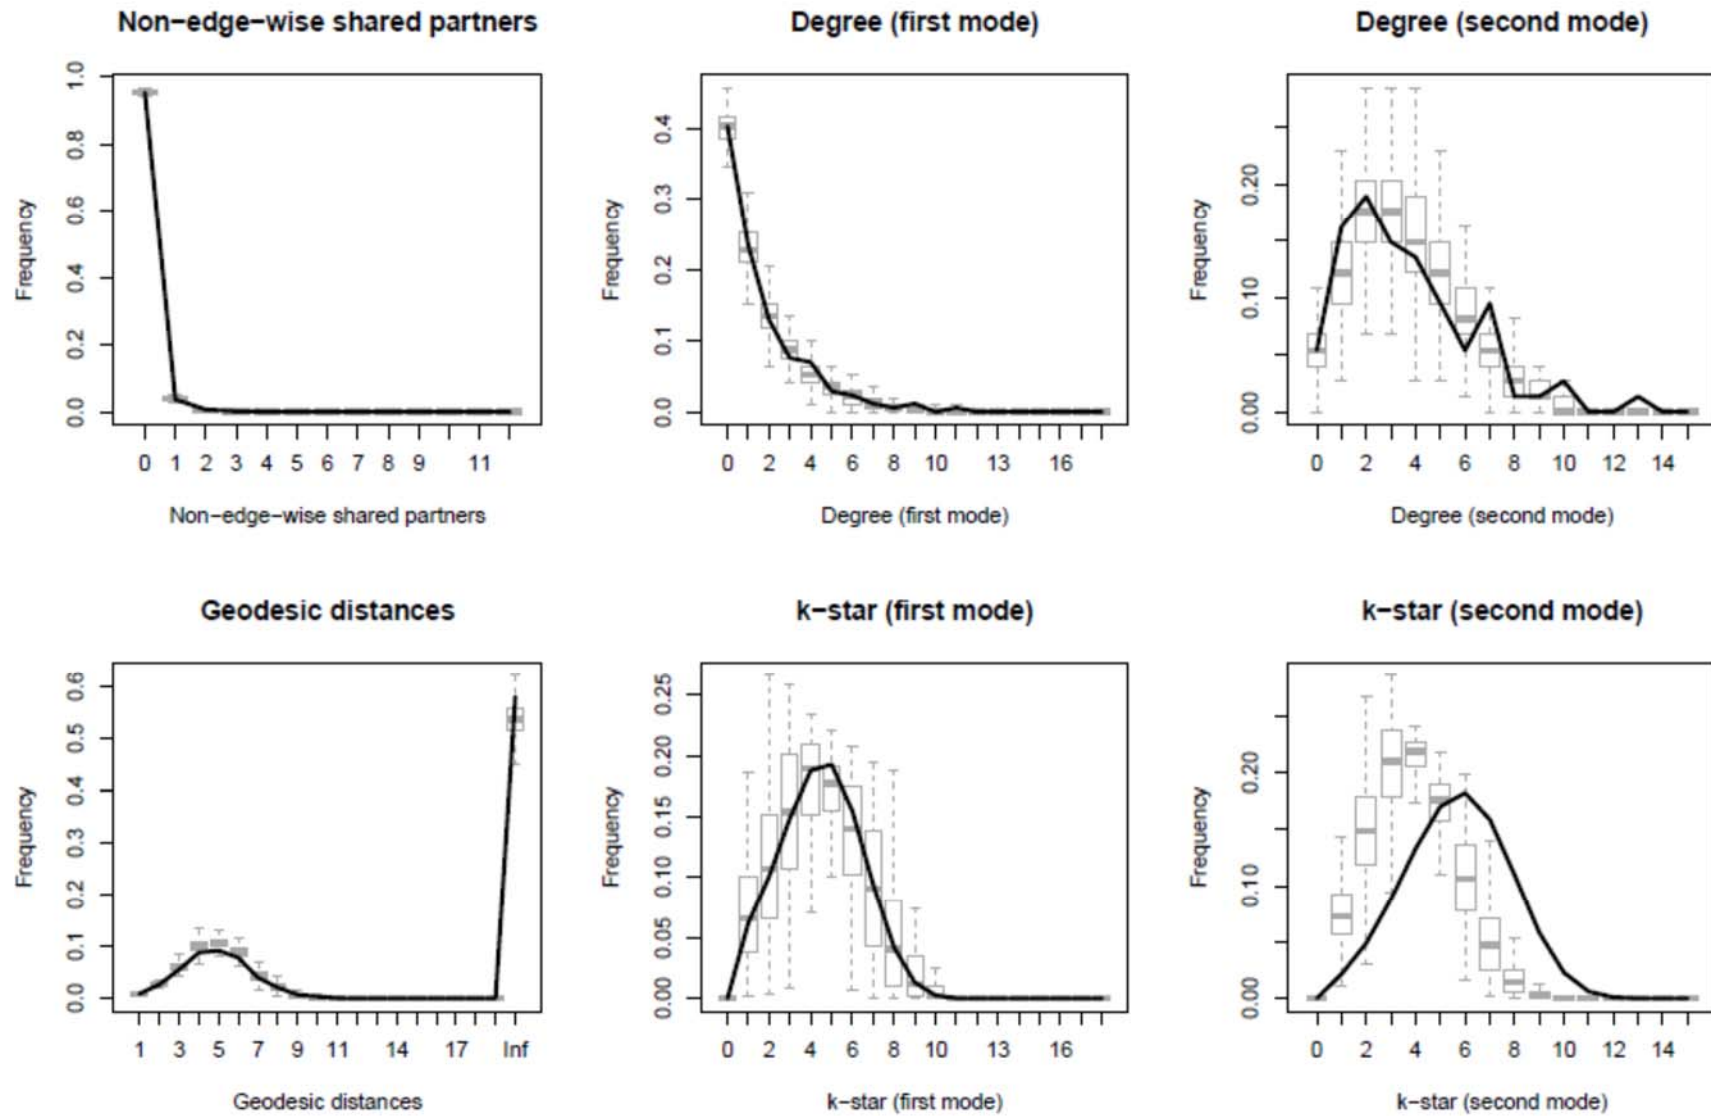 Non−edge−wise shared partners
Frequency
0.0 0.2 0.4 0.6 0.8 1.0
0 1 2 3 4 5 6 7 8 9 11
Non−edge−wise shared partners
Degree (first mode)
Frequency
0.0 0.1 0.2 0.3 0.4
0 2 4 6 8 10 13 16
Degree (first mode)
Degree (second mode)
Frequency
0.00 0.10 0.20
0 2 4 6 8 10 12 14
Degree (second mode)
Geodesic distances
Frequency
0.0 0.1 0.2 0.3 0.4 0.5 0.6
1 3 5 7 9 11 14 17 Inf
Geodesic distances
k−star (first mode)
Frequency
0.00 0.05 0.10 0.15 0.20 0.25
0 2 4 6 8 10 13 16
k−star (first mode)
k−star (second mode)
Frequency
0.00 0.10 0.20
0 2 4 6 8 10 12 14
k−star (second mode)